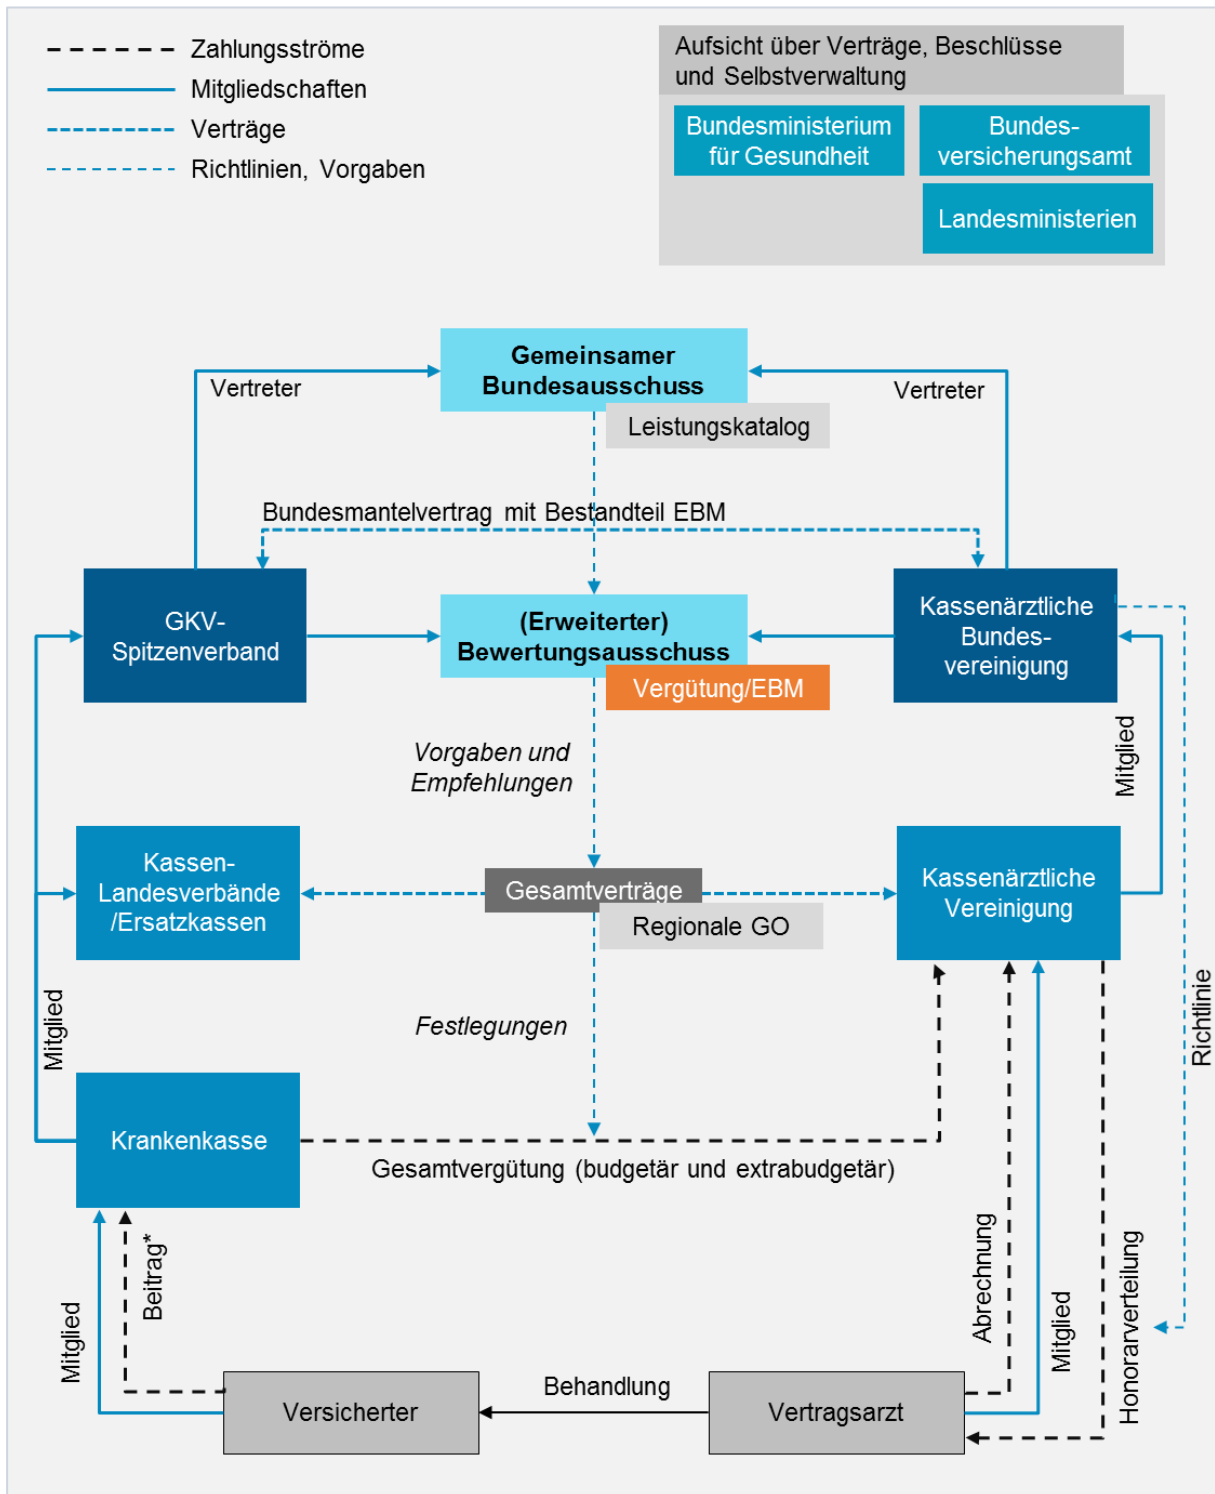 Zahlungsströme
Mitgliedschaften
Verträge
Richtlinien, Vorgaben
Aufsicht über Verträge, Beschlüsse
und Selbstverwaltung
Bundesministerium
für Gesundheit
Bundes-
versicherungsamt
Landesministerien
Gemeinsamer
Bundesausschuss
Leistungskatalog
Vertreter
Vertreter
Bundesmantelvertrag mit Bestandteil EBM
GKV-
Spitzenverband
(Erweiterter)
Bewertungsausschuss
Vergütung/EBM
Kassenärztliche
Bundes-
vereinigung
Vorgaben und
Empfehlungen
Mitglied
Kassen-
Landesverbände
/Ersatzkassen
Gesamtverträge
Regionale GO
Kassenärztliche
Vereinigung
Mitglied
Festlegungen
Richtlinie
Krankenkasse
Gesamtvergütung (budgetär und extrabudgetär)
Mitglied
Beitrag*
Abrechnung
Mitglied
Honorarverteilung
Versicherter
Behandlung
Vertragsarzt